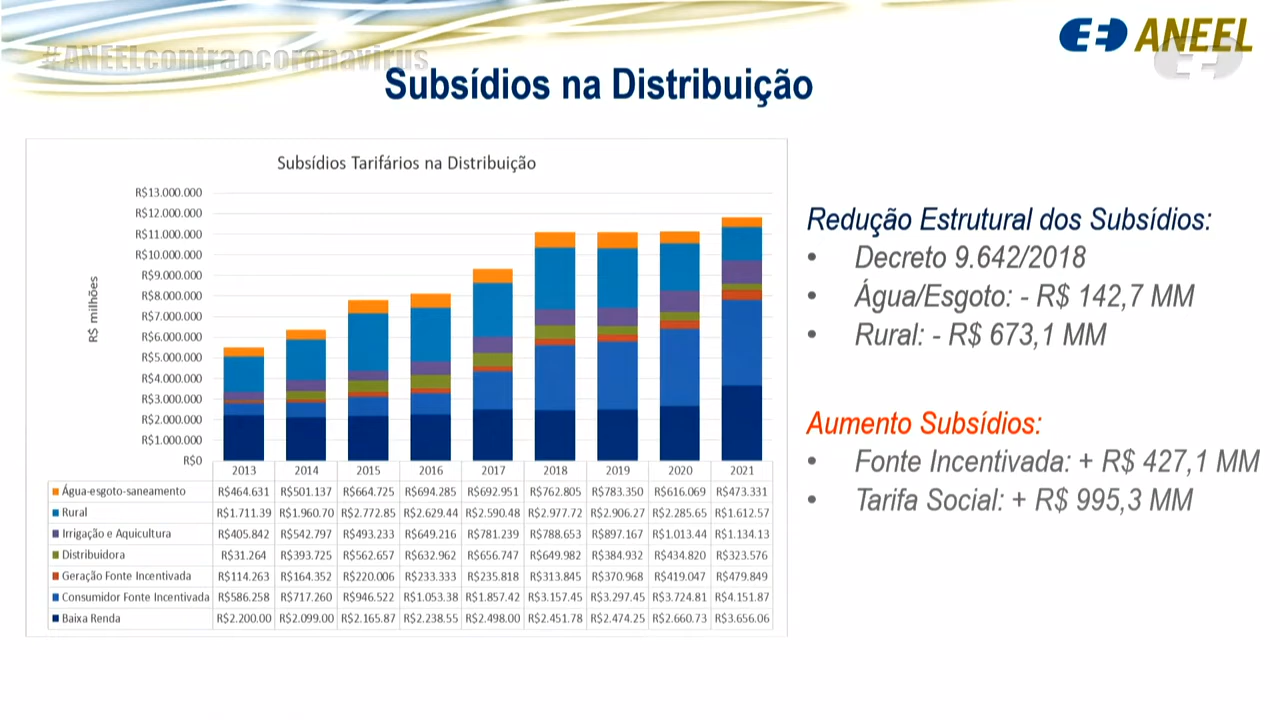 #ANEELcontraocoronavirus
ANEEL
Subsídios na Distribuição
Subsídios Tarifários na Distribuição
R$ milhões
R$13.000.000
R$12.000.000
R$11.000.000
R$10.000.000
R$9.000.000
R$8.000.000
R$7.000.000
R$6.000.000
R$5.000.000
R$4.000.000
R$3.000.000
R$2.000.000
R$1.000.000
R$0
2013 2014 2015 2016 2017 2018 2019 2020 2021
Água-esgoto-saneamento R$464.631 R$501.137 R$664.725 R$694.285 R$692.951 R$762.805 R$783.350 R$616.069 R$473.331
Rural R$1.711.39 R$1.960.70 R$2.772.85 R$2.629.44 R$2.590.48 R$2.977.72 R$2.906.27 R$2.285.65 R$1.612.57
Irrigação e Aquicultura R$405.842 R$542.797 R$493.233 R$649.216 R$781.239 R$788.653 R$897.167 R$1.013.44 R$1.134.13
Distribuidora R$31.264 R$393.725 R$562.657 R$632.962 R$656.747 R$649.982 R$384.932 R$434.820 R$323.576
Geração Fonte Incentivada R$114.263 R$164.352 R$220.006 R$233.333 R$235.818 R$313.845 R$370.968 R$419.047 R$479.849
Consumidor Fonte Incentivada R$586.258 R$717.260 R$946.522 R$1.053.38 R$1.857.42 R$3.157.45 R$3.297.45 R$3.724.81 R$4.151.87
Baixa Renda R$2.200.00 R$2.099.00 R$2.165.87 R$2.238.55 R$2.498.00 R$2.451.78 R$2.474.25 R$2.660.73 R$3.656.06
Redução Estrutural dos Subsídios:
• Decreto 9.642/2018
• Água/Esgoto: - R$ 142,7 MM
• Rural: - R$ 673,1 MM
Aumento Subsídios:
• Fonte Incentivada: + R$ 427,1 MM
• Tarifa Social: + R$ 995,3 MM